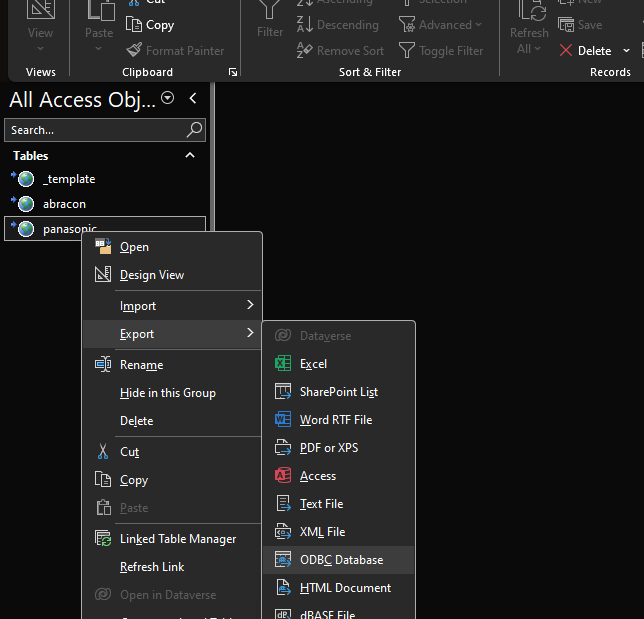 Cut
Ascending
Selection
New
View
Paste
Copy
Filter
Descending
Advanced
Refresh
All
Save
Format Painter
Remove Sort
Toggle Filter
Delete
Views
Clipboard
Sort & Filter
Records
All Access Obj...
Search...
Tables
_template
abracon
panasonic
Open
Design View
Import
Export
Rename
Hide in this Group
Delete
Cut
Copy
Paste
Linked Table Manager
Refresh Link
Open in Dataverse
Dataverse
Excel
SharePoint List
Word RTF File
PDF or XPS
Access
Text File
XML File
ODBC Database
HTML Document
dBASE File